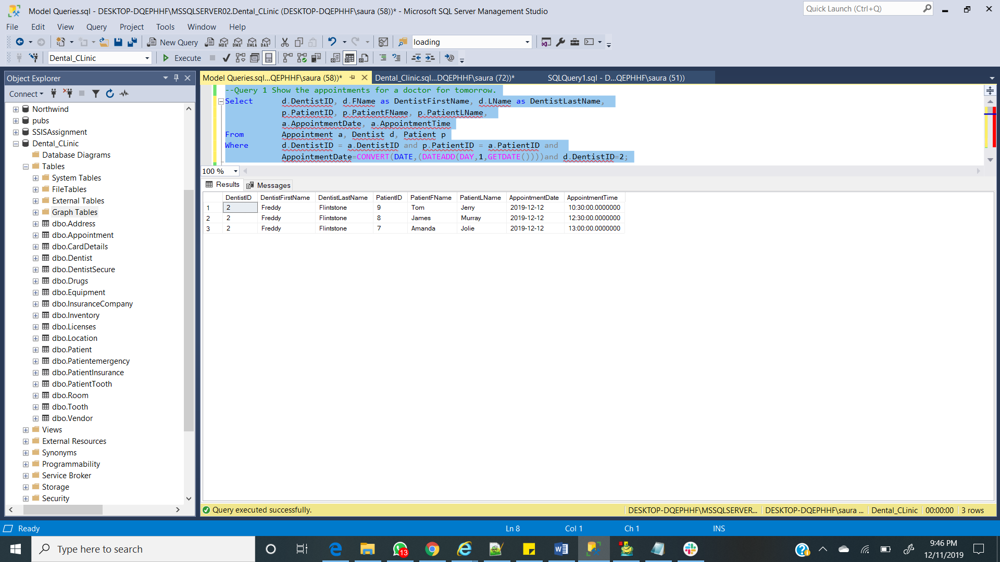 Model Queries.sql - DESKTOP-DQEPHHF\MSSQLSERVER02.Dental_CLinic (DESKTOP-DQEPHHF\saura (58))* - Microsoft SQL Server Management Studio
Quick Launch (Ctrl+Q)
File Edit View Query Project Tools Window Help
New Query
MDX DMX XMLA DAX
loading
Dental_CLinic
Execute
Object Explorer
Model Queries.sql...QEPHHF\saura (58))*
Dental_Clinic.sql...DQEPHHF\saura (72))*
SQLQuery1.sql - D...QEPHHF\saura (51))
Connect
Northwind
pubs
SSISAssignment
Dental_CLinic
Database Diagrams
Tables
System Tables
FileTables
External Tables
Graph Tables
dbo.Address
dbo.Appointment
dbo.CardDetails
dbo.Dentist
dbo.DentistSecure
dbo.Drugs
dbo.Equipment
dbo.InsuranceCompany
dbo.Inventory
dbo.Licenses
dbo.Location
dbo.Patient
dbo.Patientemergency
dbo.PatientInsurance
dbo.PatientTooth
dbo.Room
dbo.Tooth
dbo.Vendor
Views
External Resources
Synonyms
Programmability
Service Broker
Storage
Security
--Query 1 Show the appointments for a doctor for tomorrow.
Select d.DentistID, d.FName as DentistFirstName, d.LName as DentistLastName,
p.PatientID, p.PatientFName, p.PatientLName,
a.AppointmentDate, a.AppointmentTime
From Appointment a, Dentist d, Patient p
Where d.DentistID = a.DentistID and p.PatientID = a.PatientID and
AppointmentDate=CONVERT(DATE,(DATEADD(DAY,1,GETDATE())))and d.DentistID=2;
100 %
Results Messages
DentistID DentistFirstName DentistLastName PatientID PatientFName PatientLName AppointmentDate AppointmentTime
1 2 Freddy Flintstone 9 Tom Jerry 2019-12-12 10:30:00.0000000
2 2 Freddy Flintstone 8 James Murray 2019-12-12 12:30:00.0000000
3 2 Freddy Flintstone 7 Amanda Jolie 2019-12-12 13:00:00.0000000
Query executed successfully.
DESKTOP-DQEPHHF\MSSQLSERVER... DESKTOP-DQEPHHF\saura ... Dental_CLinic 00:00:00 3 rows
Ready
Ln 8 Col 1 Ch 1 INS
Type here to search
13
9:46 PM
12/11/2019